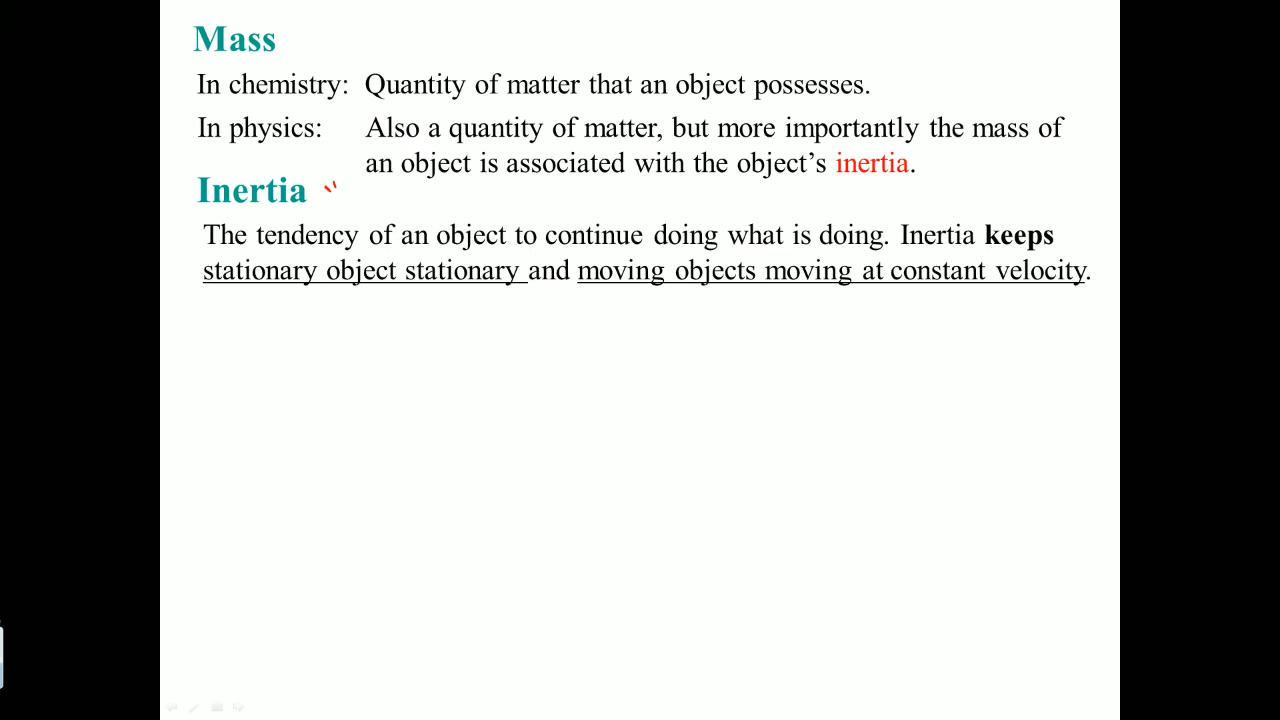 Mass
In chemistry: Quantity of matter that an object possesses.
In physics: Also a quantity of matter, but more importantly the mass of
an object is associated with the object’s inertia.
Inertia
The tendency of an object to continue doing what is doing. Inertia keeps
stationary object stationary and moving objects moving at constant velocity.